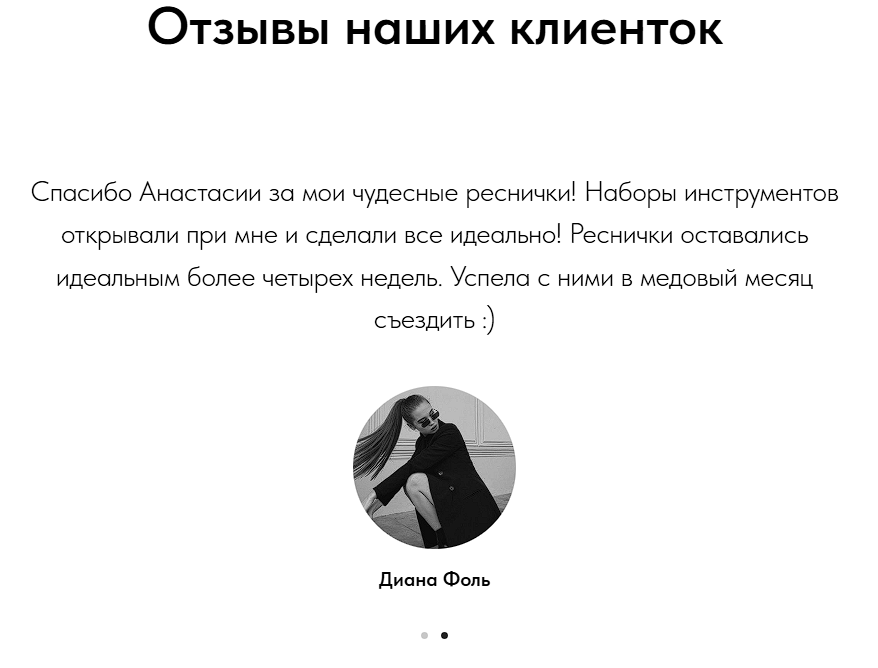 Отзывы наших клиенток
Спасибо Анастасии за мои чудесные реснички! Наборы инструментов
открывали при мне и сделали все идеально! Реснички оставались
идеальным более четырех недель. Успела с ними в медовый месяц
съездить :)
Диана Фоль